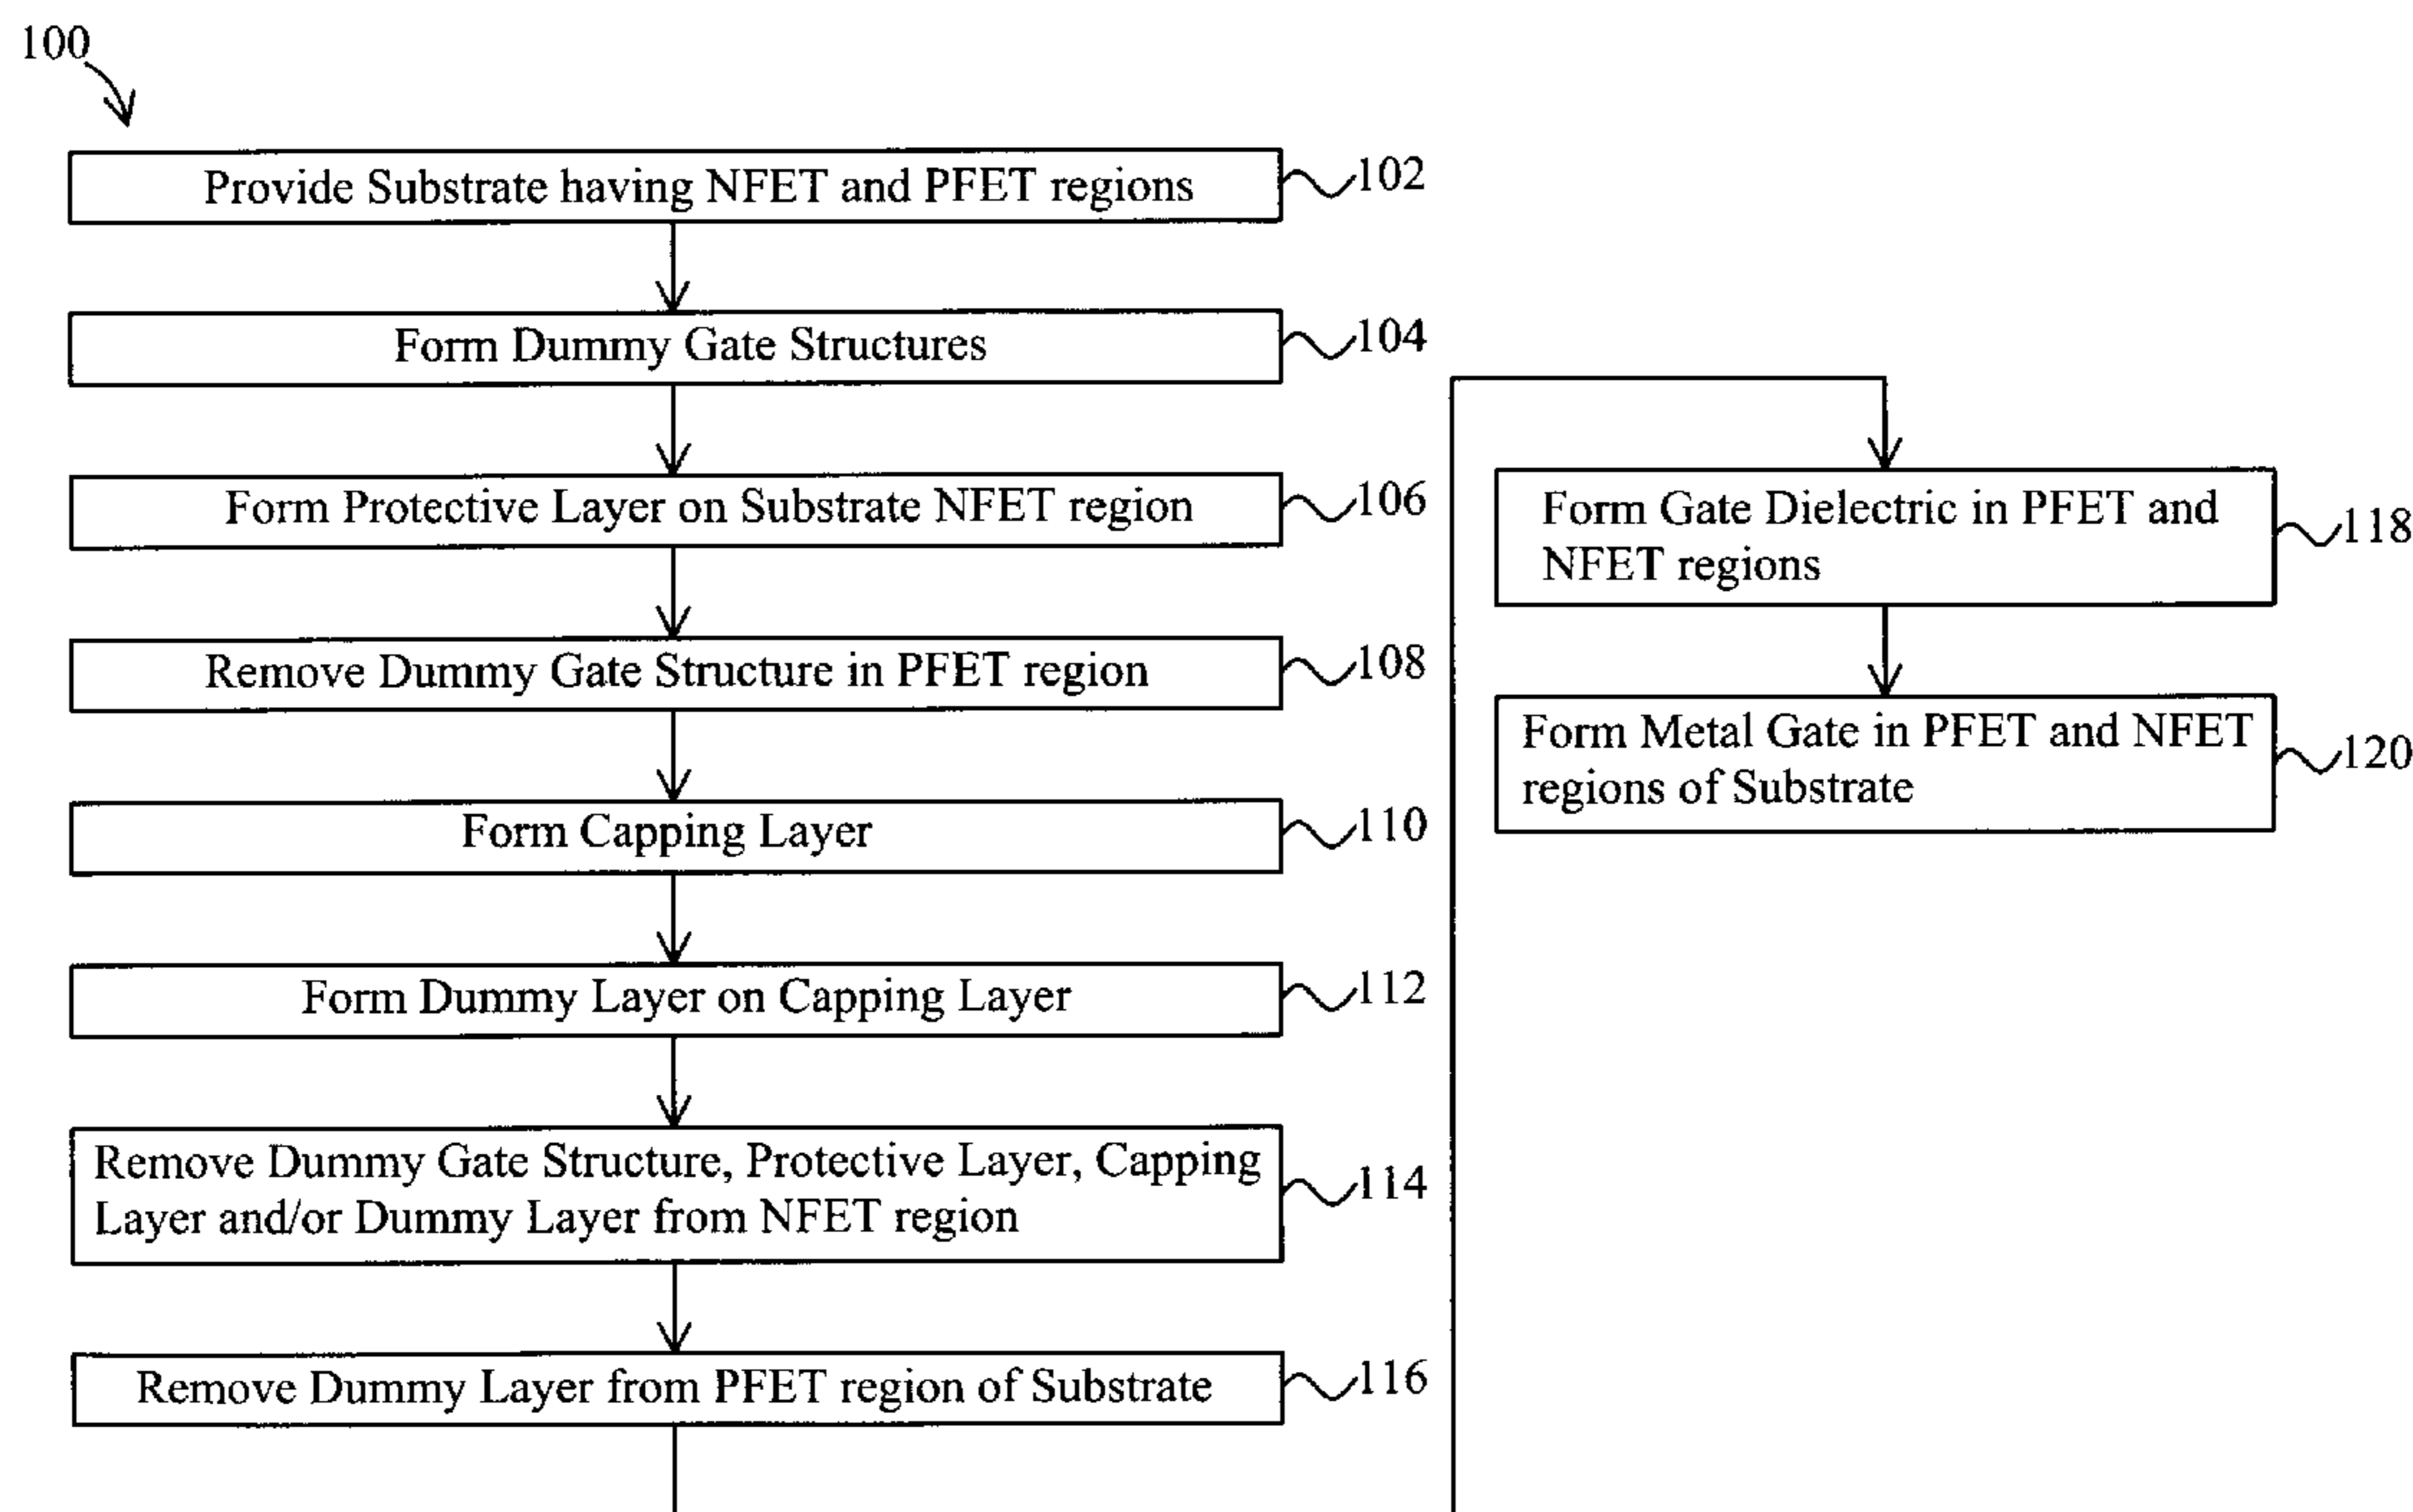 100
Provide Substrate having NFET and PFET regions
102
Form Dummy Gate Structures
104
Form Protective Layer on Substrate NFET region
106
Remove Dummy Gate Structure in PFET region
108
Form Capping Layer
110
Form Dummy Layer on Capping Layer
112
Remove Dummy Gate Structure, Protective Layer, Capping
Layer and/or Dummy Layer from NFET region
114
Remove Dummy Layer from PFET region of Substrate
116
Form Gate Dielectric in PFET and
NFET regions
118
Form Metal Gate in PFET and NFET
regions of Substrate
120